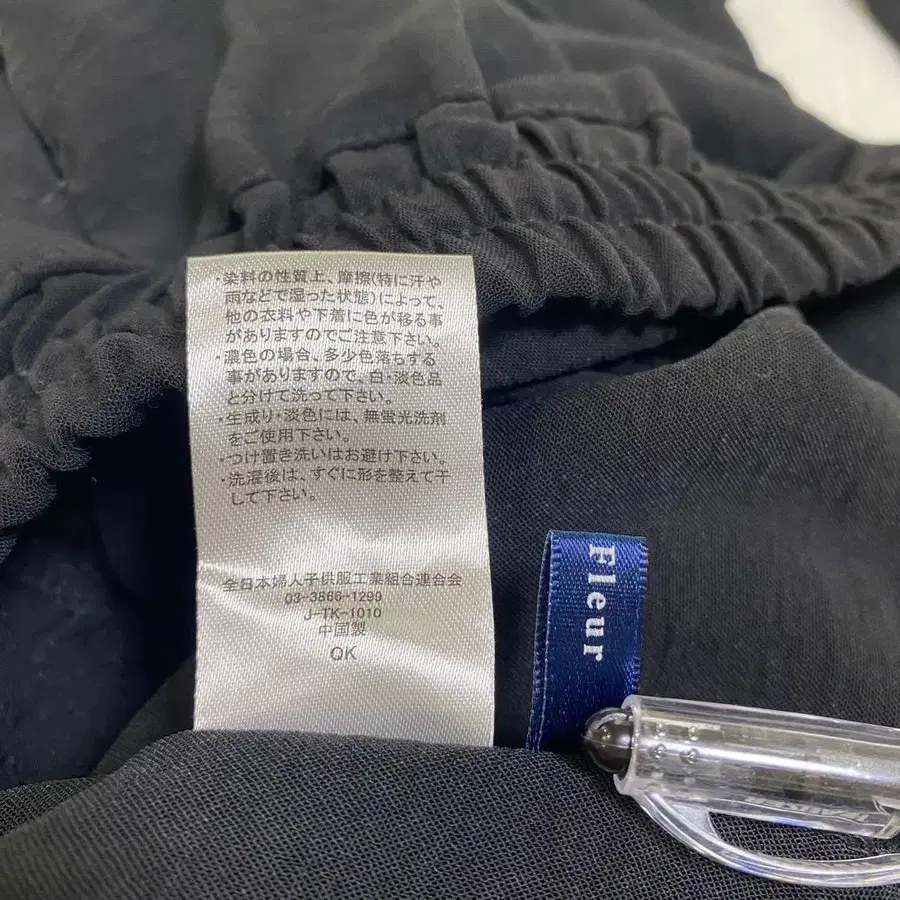 ・染料の性質上、摩擦(特に汗や
雨などで湿った状態)によって、
他の衣料や下着に色が移る事
がありますのでご注意下さい。
・濃色の場合、多少色落ちする
事がありますので、白・淡色品
と分けて洗って下さい。
・生成り・淡色には、無蛍光洗剤
をご使用下さい。
・つけ置き洗いはお避け下さい。
・洗濯後は、すぐに形を整えて干
して下さい。
全日本婦人子供服工業組合連合会
03-3866-1299
J-TK-1010
中国製
QK
Fleur